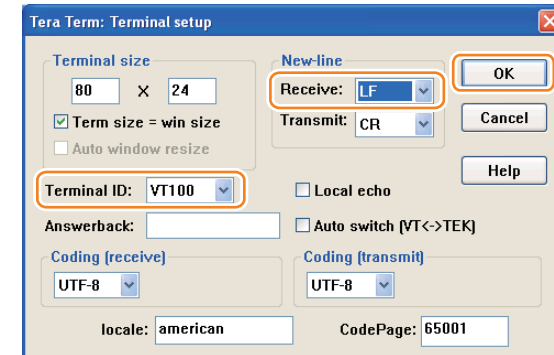 Tera Term: Terminal setup
Terminal size
80 X 24
Term size = win size
Auto window resize
New-line
Receive: LF
Transmit: CR
OK
Cancel
Help
Terminal ID: VT100
Local echo
Answerback:
Auto switch (VT<->TEK)
Coding (receive)
UTF-8
Coding (transmit)
UTF-8
locale: american
CodePage: 65001